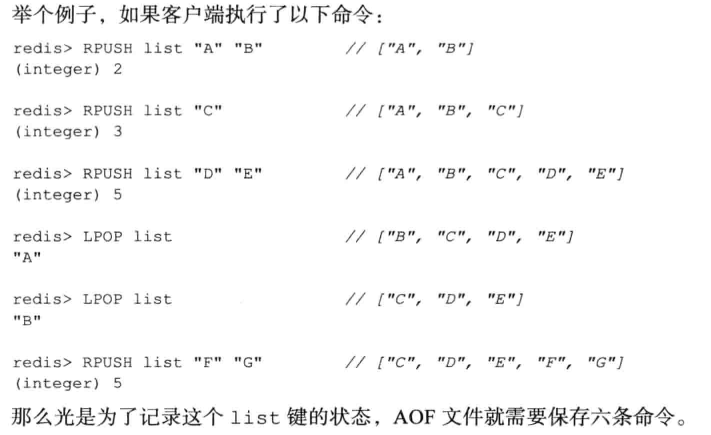 举个例子，如果客户端执行了以下命令：
redis> RPUSH list "A" "B" // ["A", "B"]
(integer) 2
redis> RPUSH list "C" // ["A", "B", "C"]
(integer) 3
redis> RPUSH list "D" "E" // ["A", "B", "C", "D", "E"]
(integer) 5
redis> LPOP list // ["B", "C", "D", "E"]
"A"
redis> LPOP list // ["C", "D", "E"]
"B"
redis> RPUSH list "F" "G" // ["C", "D", "E", "F", "G"]
(integer) 5
那么光是为了记录这个 list 键的状态，AOF 文件就需要保存六条命令。